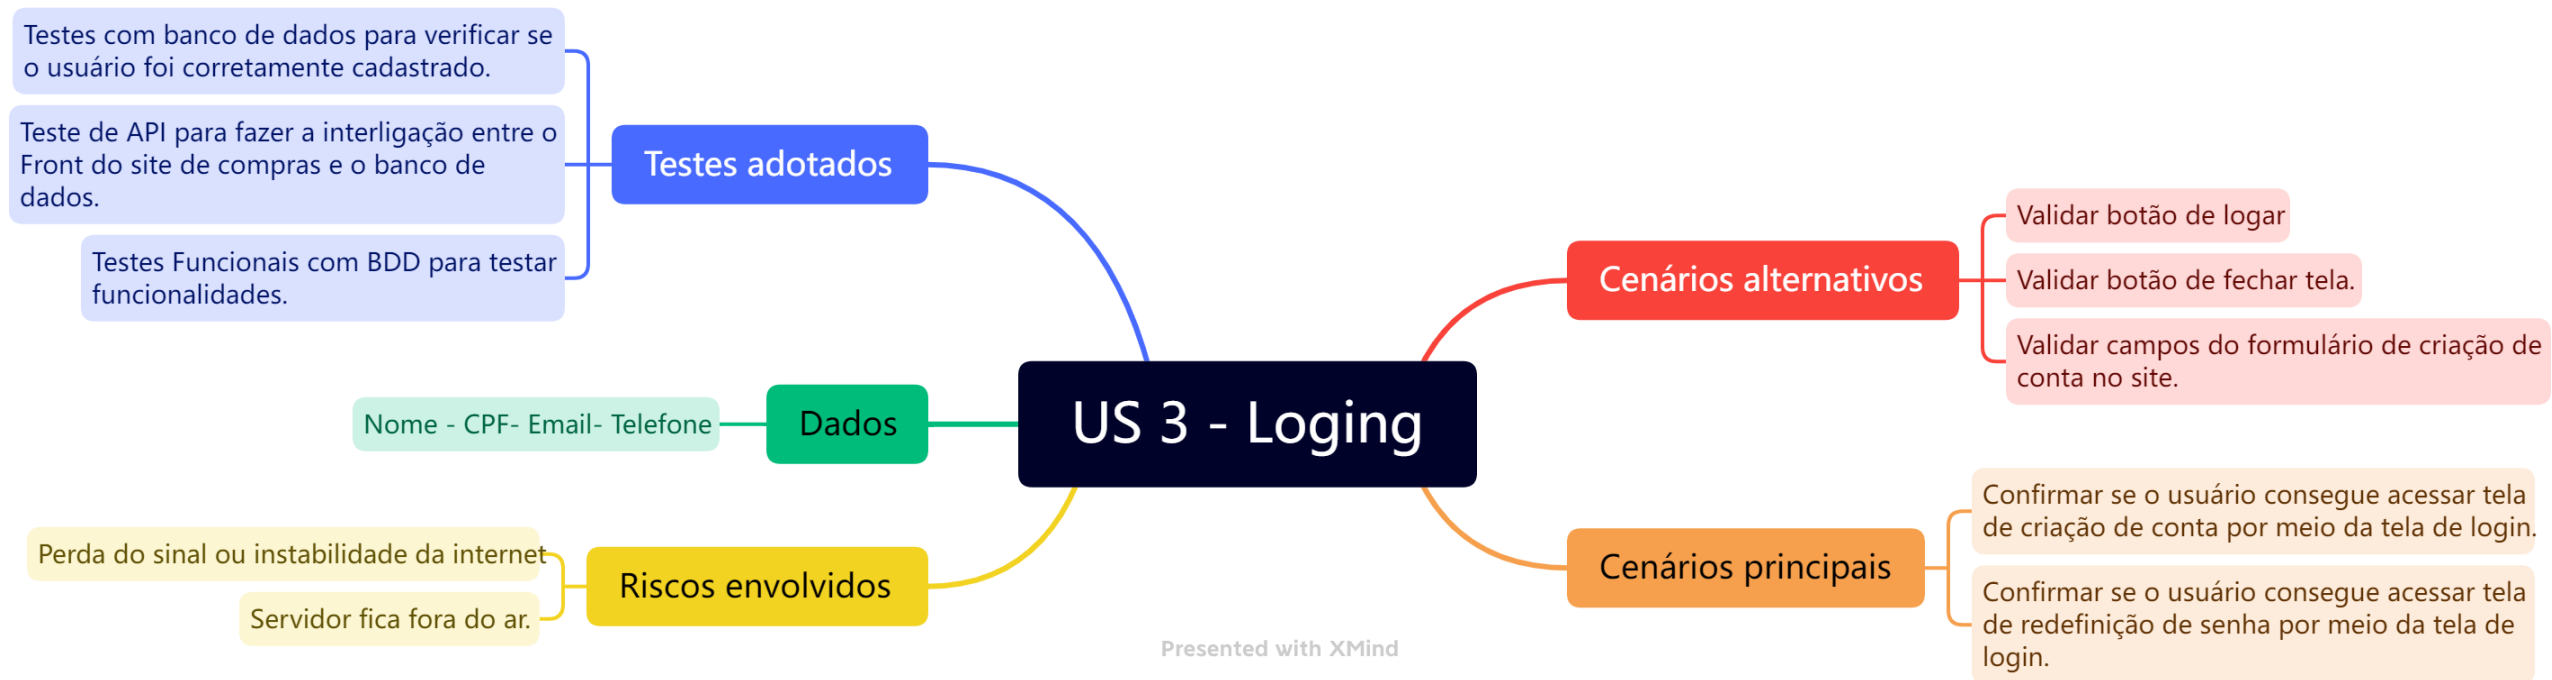 Testes com banco de dados para verificar se
o usuário foi corretamente cadastrado.
Teste de API para fazer a interligação entre o
Front do site de compras e o banco de
dados.
Testes Funcionais com BDD para testar
funcionalidades.
Testes adotados
Nome - CPF- Email- Telefone
Dados
Perda do sinal ou instabilidade da internet
Servidor fica fora do ar.
Riscos envolvidos
US 3 - Loging
Cenários alternativos
Validar botão de logar
Validar botão de fechar tela.
Validar campos do formulário de criação de
conta no site.
Cenários principais
Confirmar se o usuário consegue acessar tela
de criação de conta por meio da tela de login.
Confirmar se o usuário consegue acessar tela
de redefinição de senha por meio da tela de
login.
Presented with XMind